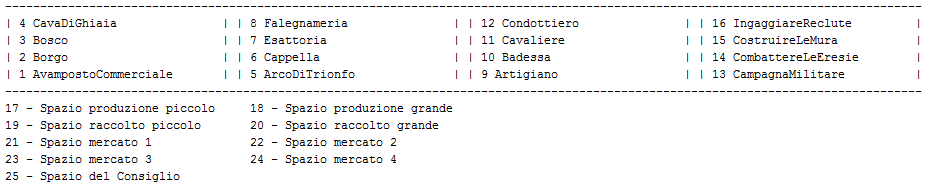 ---------------------------------------------------------------------------------------------------------------------------------------
| 4 CavaDiGhiaia | | 8 Falegnameria | | 12 Condottiero | | 16 IngaggiareReclute |
| 3 Bosco | | 7 Esattoria | | 11 Cavaliere | | 15 CostruireLeMura |
| 2 Borgo | | 6 Cappella | | 10 Badessa | | 14 CombattereLeEresie |
| 1 AvampostoCommerciale | | 5 ArcoDiTrionfo | | 9 Artigiano | | 13 CampagnaMilitare |
---------------------------------------------------------------------------------------------------------------------------------------
17 - Spazio produzione piccolo 18 - Spazio produzione grande
19 - Spazio raccolto piccolo 20 - Spazio raccolto grande
21 - Spazio mercato 1 22 - Spazio mercato 2
23 - Spazio mercato 3 24 - Spazio mercato 4
25 - Spazio del Consiglio